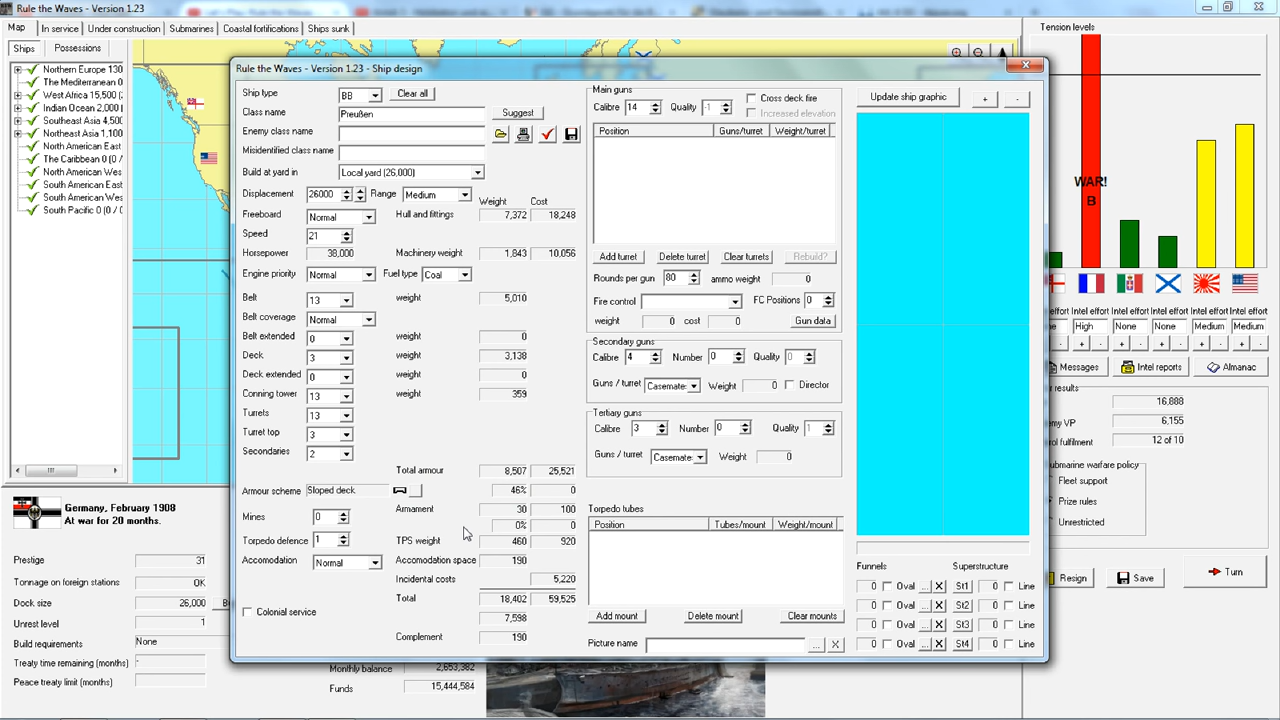 Rule the Waves - Version 1.23
Map In service Under construction Submarines Coastal fortifications Ships sunk
Ships Possessions
Northern Europe 130
The Mediterranean 0
West Africa 15,500 (
Indian Ocean 2,000 (
Southeast Asia 4,50
Northeast Asia 1,10
North American East
The Caribbean 0 (0 /
North American Wes
South American East
South American Wes
South Pacific 0 (0 / 0
Rule the Waves - Version 1.23 - Ship design
Ship type BB Clear all
Class name Preußen Suggest
Enemy class name
Misidentified class name
Build at yard in Local yard (26,000)
Displacement 26000 Range Medium
Weight Cost
Freeboard Normal Hull and fittings 7,372 18,248
Speed 21
Horsepower 38,000 Machinery weight 1,843 10,056
Engine priority Normal Fuel type Coal
Belt 13 weight 5,010
Belt coverage Normal
Belt extended 0 weight 0
Deck 3 weight 3,138
Deck extended 0 weight 0
Conning tower 13 weight 359
Turrets 13
Turret top 3
Secondaries 2
Total armour 8,507 25,521
Armour scheme Sloped deck 46% 0
Armament 30 100
Mines 0 0% 0
Torpedo defence 1 TPS weight 460 920
Accomodation Normal Accomodation space 190
Incidental costs 5,220
Total 18,402 59,525
Colonial service 7,598
Complement 190
Main guns
Calibre 14 Quality -1 Cross deck fire
Increased elevation
Position Guns/turret Weight/turret
Add turret Delete turret Clear turrets Rebuild?
Rounds per gun 80 ammo weight 0
Fire control FC Positions 0
weight 0 cost 0 Gun data
Secondary guns
Calibre 4 Number 0 Quality 0
Guns / turret Casemate: Weight 0 Director
Tertiary guns
Calibre 3 Number 0 Quality 1
Guns / turret Casemate: Weight 0
Torpedo tubes
Position Tubes/mount Weight/mount
Add mount Delete mount Clear mounts
Picture name ... X
Update ship graphic + -
Funnels Superstructure
0 Oval ... X St1 0 Line
0 Oval ... X St2 0 Line
0 Oval ... X St3 0 Line
0 Oval ... X St4 0 Line
Tension levels
WAR!
B
el effort Intel effort Intel effort Intel effort Intel effort Intel effort
ne High None None Medium Medium
Messages Intel reports Almanac
r results
16,888
emy VP 6,155
rol fulfilment 12 of 10
ubmarine warfare policy
Fleet support
Prize rules
Unrestricted
Resign Save Turn
Germany, February 1908
At war for 20 months.
Prestige 31
Tonnage on foreign stations OK
Dock size 26,000
Unrest level 1
Build requirements None
Treaty time remaining (months) -
Peace treaty limit (months)
Monthly balance 2,653,382
Funds 15,444,584